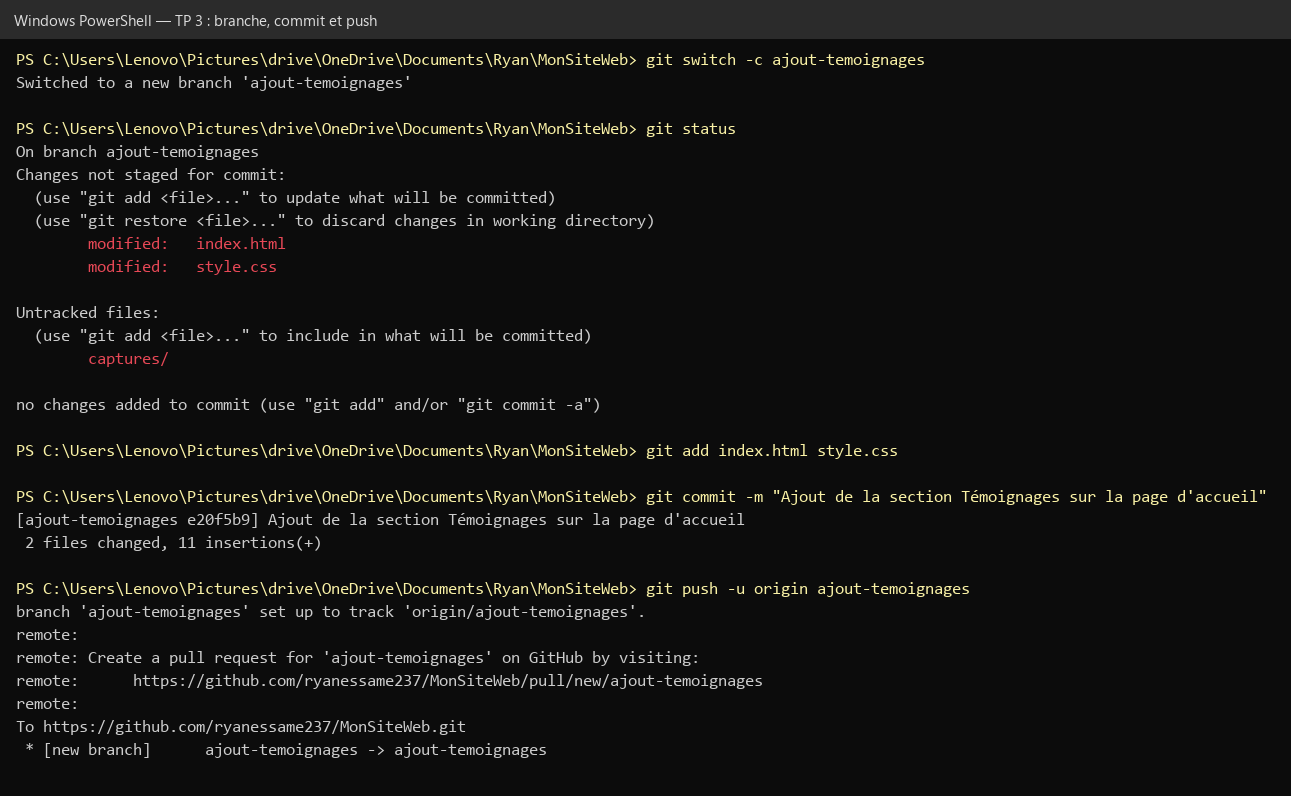 Windows PowerShell — TP 3 : branche, commit et push
PS C:\Users\Lenovo\Pictures\drive\OneDrive\Documents\Ryan\MonSiteWeb> git switch -c ajout-temoignages
Switched to a new branch 'ajout-temoignages'
PS C:\Users\Lenovo\Pictures\drive\OneDrive\Documents\Ryan\MonSiteWeb> git status
On branch ajout-temoignages
Changes not staged for commit:
  (use "git add <file>..." to update what will be committed)
  (use "git restore <file>..." to discard changes in working directory)
        modified:   index.html
        modified:   style.css
Untracked files:
  (use "git add <file>..." to include in what will be committed)
        captures/
no changes added to commit (use "git add" and/or "git commit -a")
PS C:\Users\Lenovo\Pictures\drive\OneDrive\Documents\Ryan\MonSiteWeb> git add index.html style.css
PS C:\Users\Lenovo\Pictures\drive\OneDrive\Documents\Ryan\MonSiteWeb> git commit -m "Ajout de la section Témoignages sur la page d'accueil"
[ajout-temoignages e20f5b9] Ajout de la section Témoignages sur la page d'accueil
 2 files changed, 11 insertions(+)
PS C:\Users\Lenovo\Pictures\drive\OneDrive\Documents\Ryan\MonSiteWeb> git push -u origin ajout-temoignages
branch 'ajout-temoignages' set up to track 'origin/ajout-temoignages'.
remote:
remote: Create a pull request for 'ajout-temoignages' on GitHub by visiting:
remote:      https://github.com/ryanessame237/MonSiteWeb/pull/new/ajout-temoignages
remote:
To https://github.com/ryanessame237/MonSiteWeb.git
 * [new branch]      ajout-temoignages -> ajout-temoignages